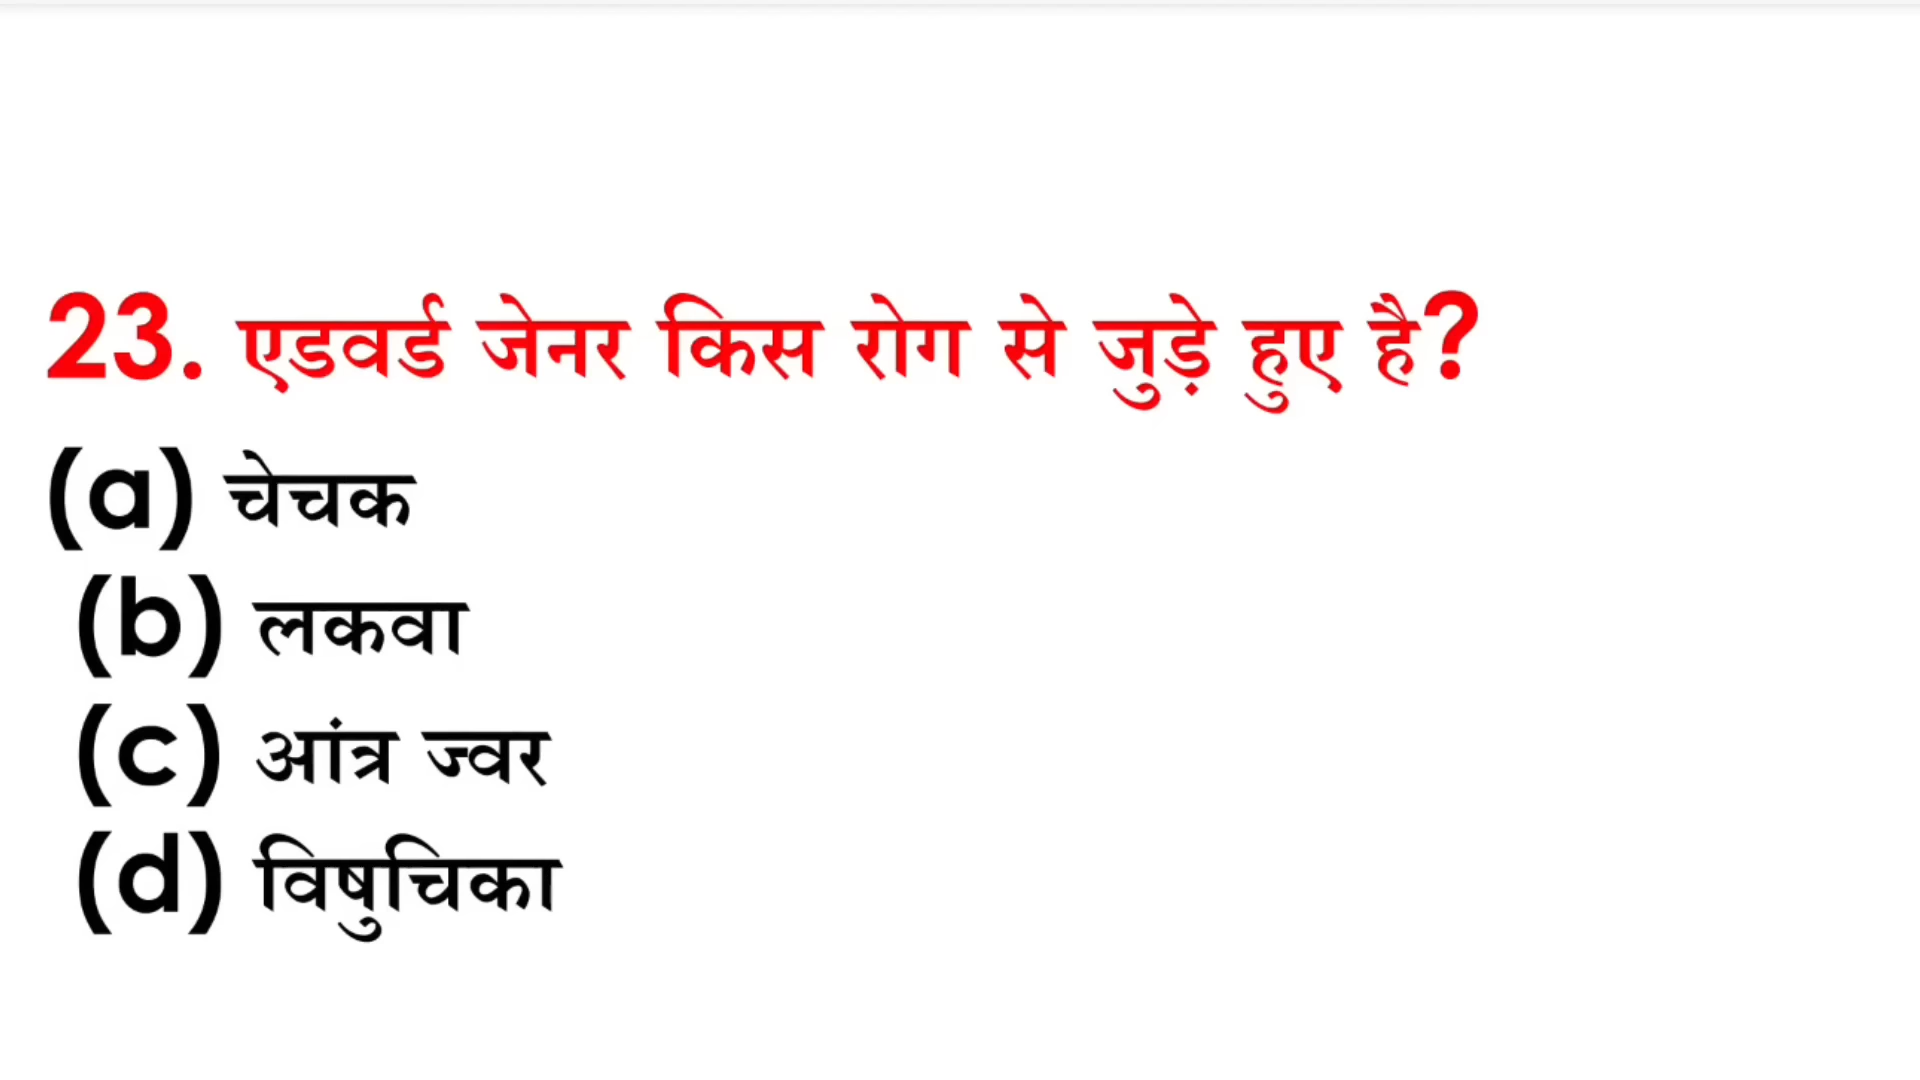 23. एडवर्ड जेनर किस रोग से जुड़े हुए है?
(a) चेचक
(b) लकवा
(c) आंत्र ज्वर
(d) विषुचिका